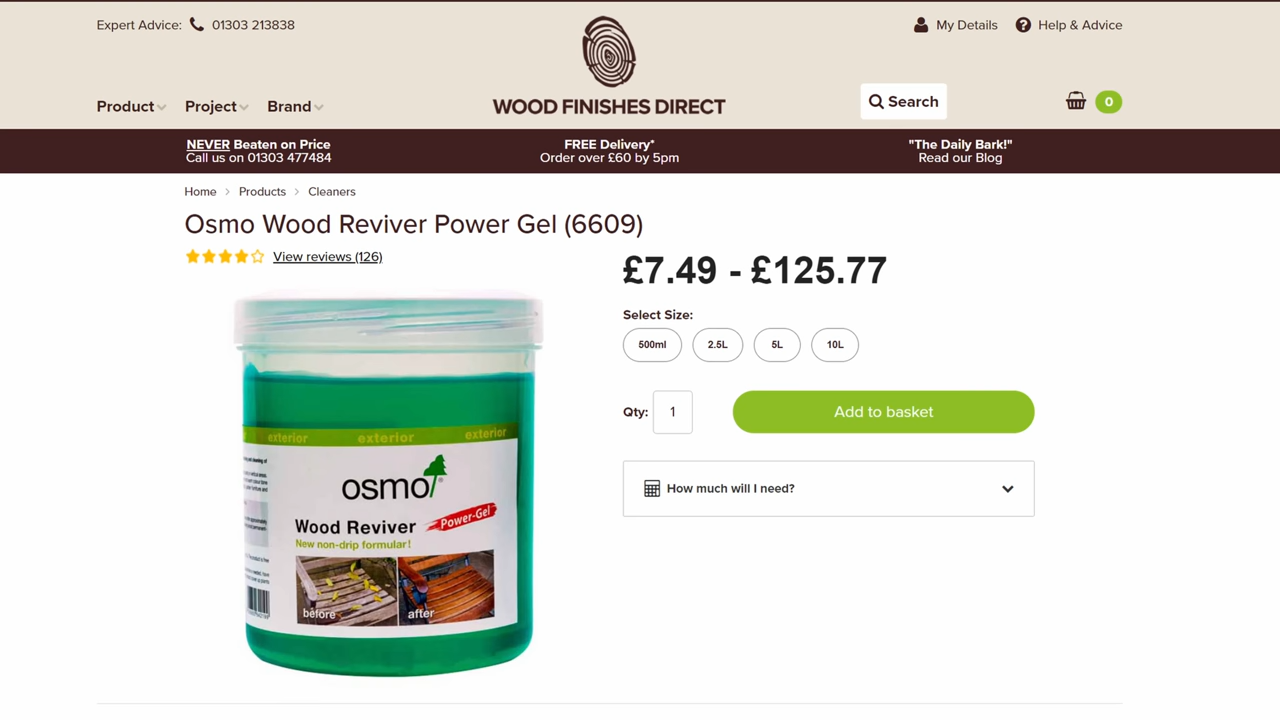 Expert Advice: 01303 213838
My Details
Help & Advice
Product
Project
Brand
WOOD FINISHES DIRECT
Search
0
NEVER Beaten on Price
Call us on 01303 477484
FREE Delivery*
Order over £60 by 5pm
"The Daily Bark!"
Read our Blog
Home
Products
Cleaners
Osmo Wood Reviver Power Gel (6609)
View reviews (126)
£7.49 - £125.77
Select Size:
500ml
2.5L
5L
10L
Qty: 1
Add to basket
How much will I need?
exterior exterior exterior
osmo
Wood Reviver Power-Gel
New non-drip formular!
before after